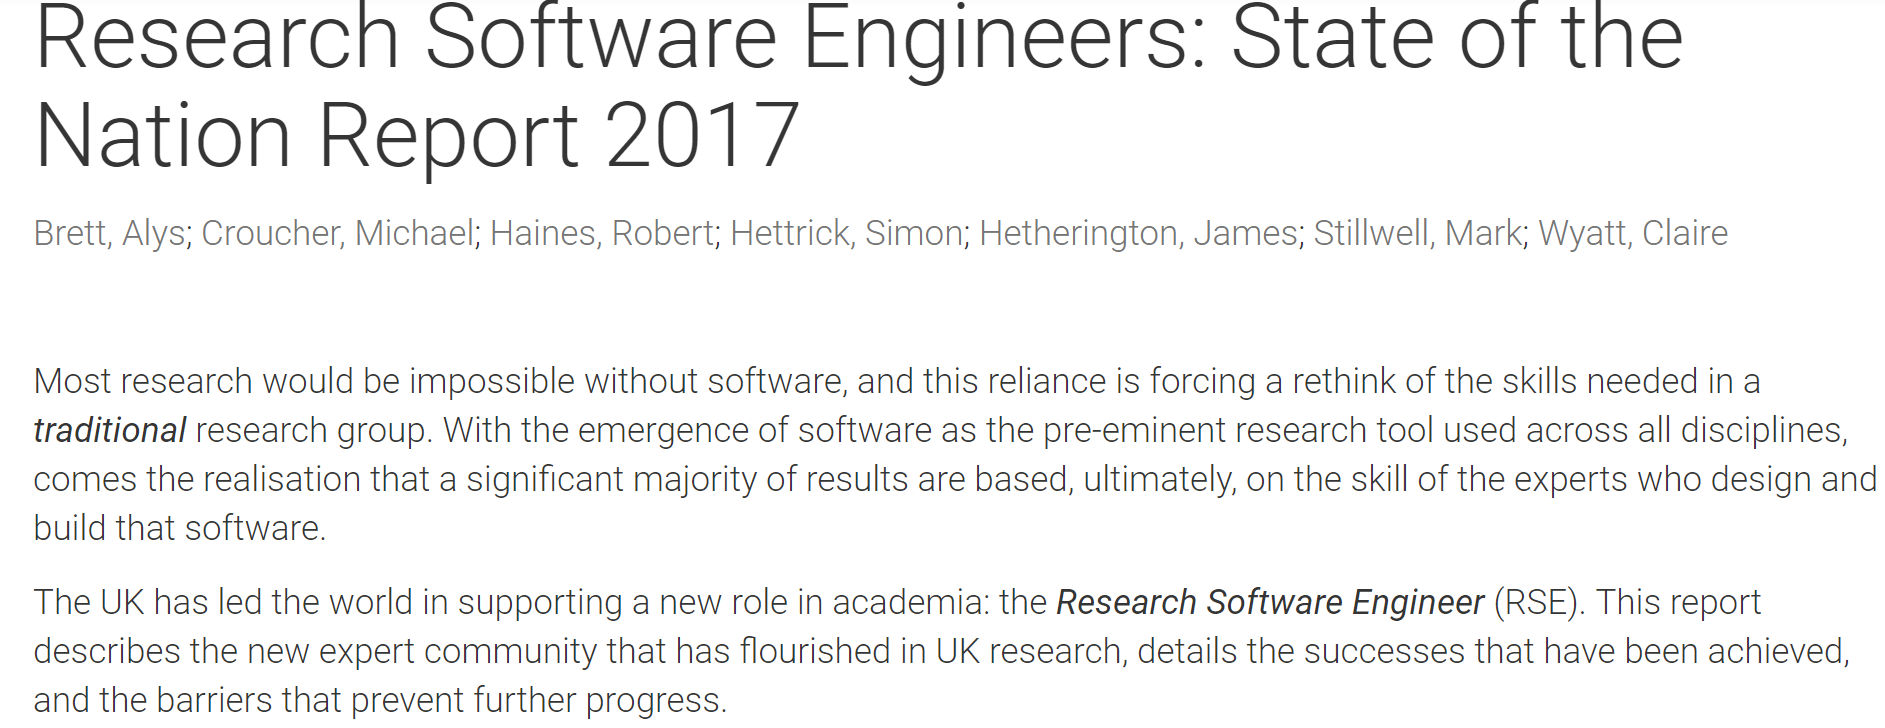 Research Software Engineers: State of the
Nation Report 2017
Brett, Alys; Croucher, Michael; Haines, Robert; Hettrick, Simon; Hetherington, James; Stillwell, Mark; Wyatt, Claire
Most research would be impossible without software, and this reliance is forcing a rethink of the skills needed in a
traditional research group. With the emergence of software as the pre-eminent research tool used across all disciplines,
comes the realisation that a significant majority of results are based, ultimately, on the skill of the experts who design and
build that software.
The UK has led the world in supporting a new role in academia: the Research Software Engineer (RSE). This report
describes the new expert community that has flourished in UK research, details the successes that have been achieved,
and the barriers that prevent further progress.